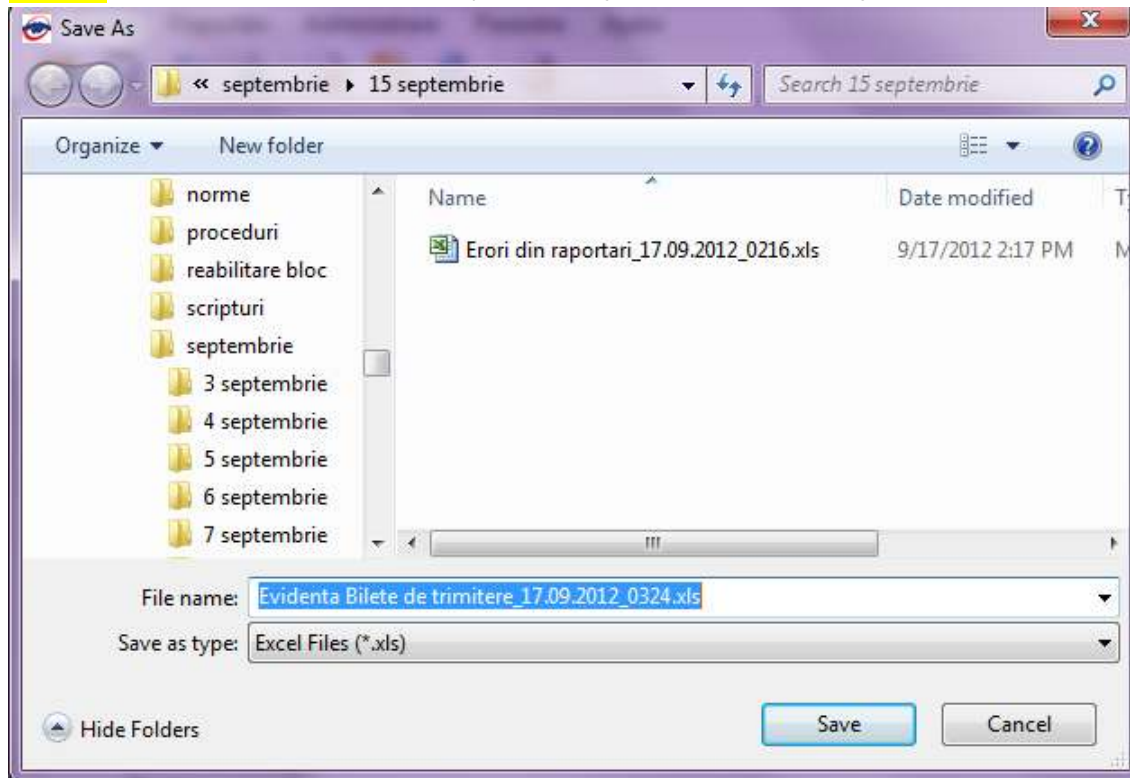 Save As
« septembrie ▸ 15 septembrie
Search 15 septembrie
Organize
New folder
Name
Date modified
norme
proceduri
reabilitare bloc
scripturi
septembrie
3 septembrie
4 septembrie
5 septembrie
6 septembrie
7 septembrie
Erori din raportari_17.09.2012_0216.xls
9/17/2012 2:17 PM
File name: Evidenta Bilete de trimitere_17.09.2012_0324.xls
Save as type: Excel Files (*.xls)
Hide Folders
Save
Cancel